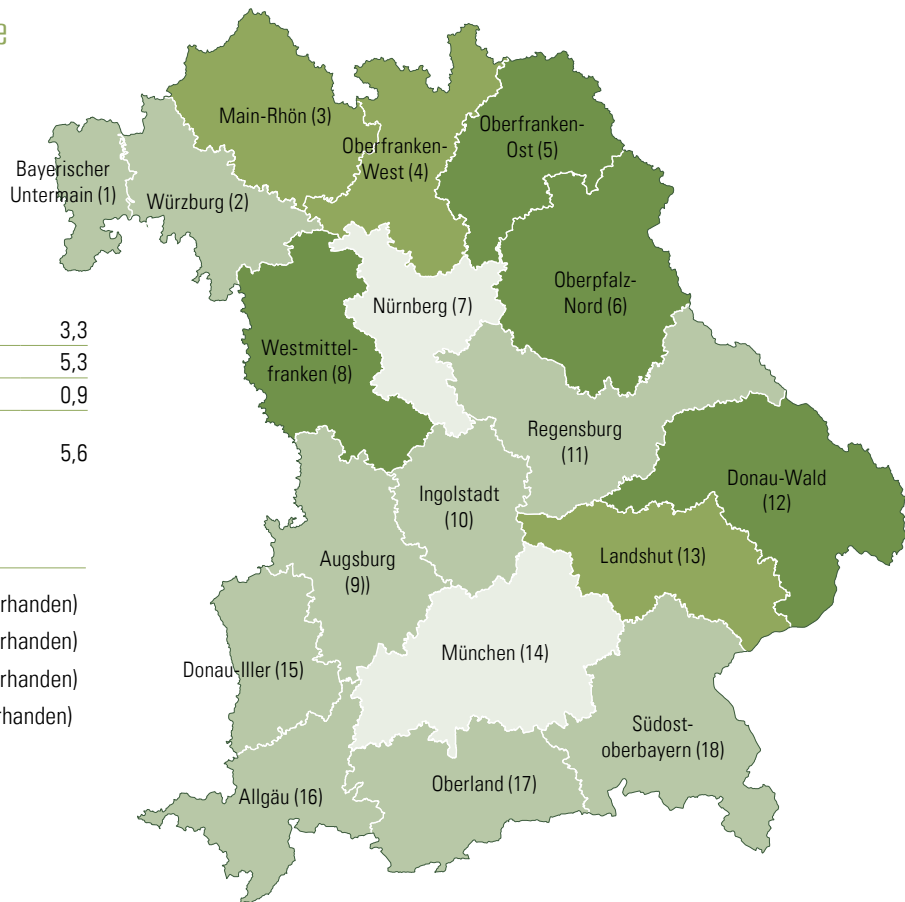 e
Main-Rhön (3)
Oberfranken-
West (4)
Oberfranken-
Ost (5)
Bayerischer
Untermain (1)
Würzburg (2)
Oberpfalz-
Nord (6)
Nürnberg (7)
3,3
5,3
0,9
5,6
Westmittel-
franken (8)
Regensburg
(11)
Donau-Wald
(12)
Ingolstadt
(10)
Augsburg
(9))
Landshut (13)
rhanden)
rhanden)
rhanden)
rhanden)
München (14)
Donau-Iller (15)
Südost-
oberbayern (18)
Oberland (17)
Allgäu (16)